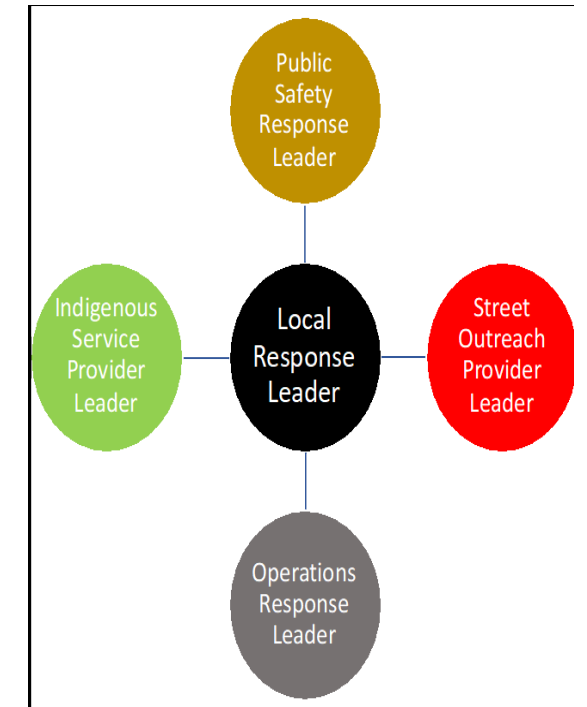 Public
Safety
Response
Leader
Indigenous
Service
Provider
Leader
Local
Response
Leader
Street
Outreach
Provider
Leader
Operations
Response
Leader